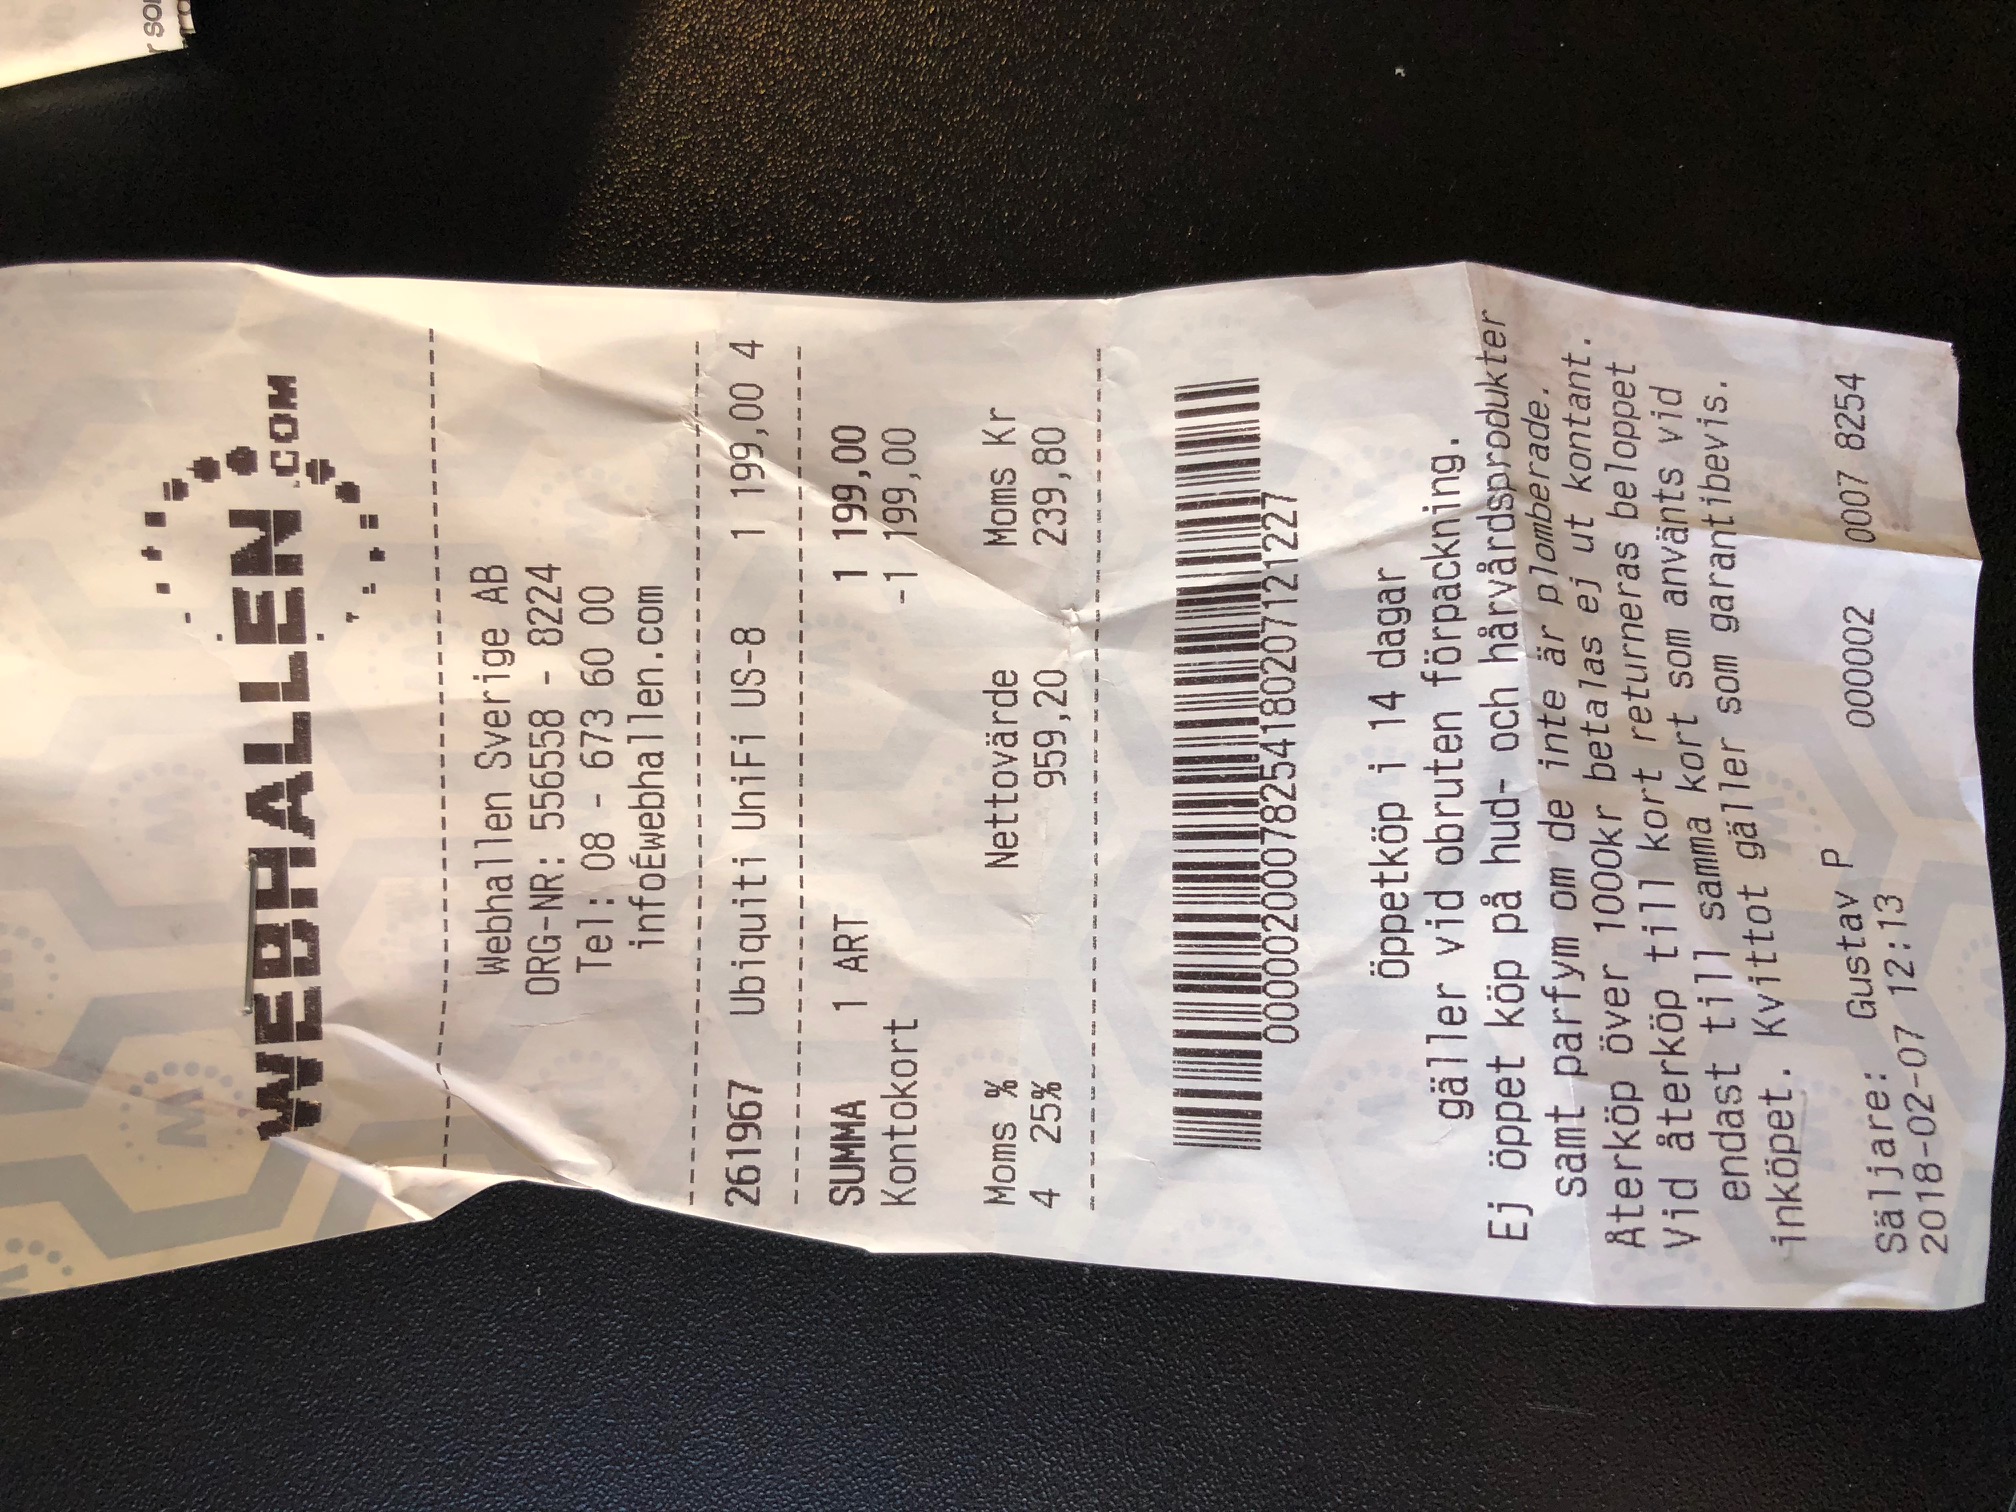 WEBHALLEN.COM
Webhallen Sverige AB
ORG-NR: 556558 - 8224
Tel: 08 - 673 60 00
infoÉwebhallen.com
261967 Ubiquiti UniFi US-8 1 199,00 4
SUMMA 1 ART 1 199,00
Kontokort -1 199,00
Moms % Nettovärde Moms Kr
4 25% 959,20 239,80
0000020007825418020712‌1227
Öppetköp i 14 dagar
gäller vid obruten förpackning.
Ej öppet köp på hud- och hårvårdsprodukter
samt parfym om de inte är plomberade.
Återköp över 1000kr betalas ej ut kontant.
Vid återköp till kort returneras beloppet
endast till samma kort som använts vid
inköpet. Kvittot gäller som garantibevis.
Säljare: Gustav P 000002 0007 8254
2018-02-07 12:13